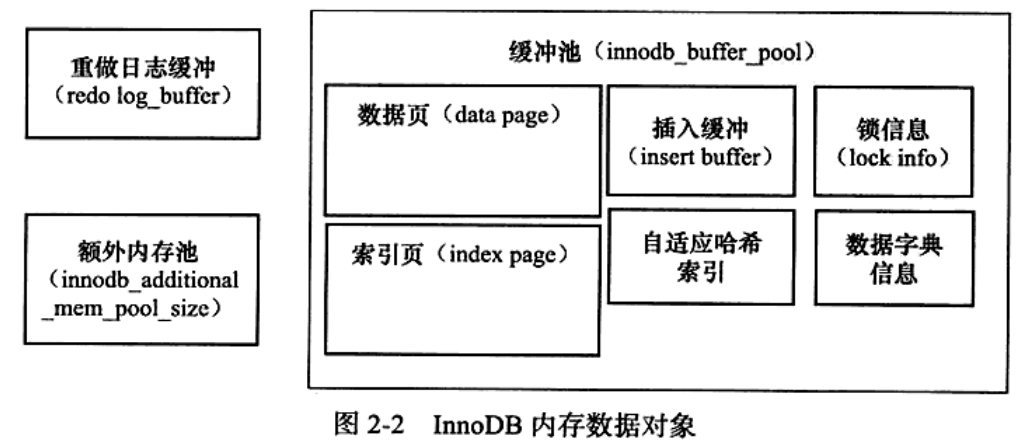 重做日志缓冲
（redo log_buffer）
额外内存池
（innodb_additional
_mem_pool_size）
缓冲池（innodb_buffer_pool）
数据页（data page）
索引页（index page）
插入缓冲
（insert buffer）
自适应哈希
索引
锁信息
（lock info）
数据字典
信息
图 2-2 InnoDB 内存数据对象